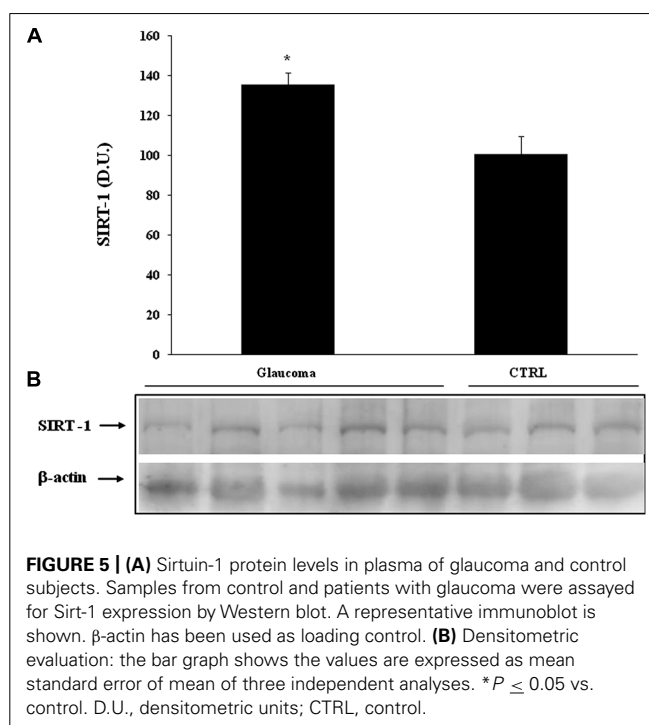 A
160
*
140
120
100
80
60
40
20
0
SIRT-1 (D.U.)
Glaucoma CTRL
B
SIRT-1
β-actin
FIGURE 5 | (A) Sirtuin-1 protein levels in plasma of glaucoma and control
subjects. Samples from control and patients with glaucoma were assayed
for Sirt-1 expression by Western blot. A representative immunoblot is
shown. β-actin has been used as loading control. (B) Densitometric
evaluation: the bar graph shows the values are expressed as mean
standard error of mean of three independent analyses. *P ≤ 0.05 vs.
control. D.U., densitometric units; CTRL, control.